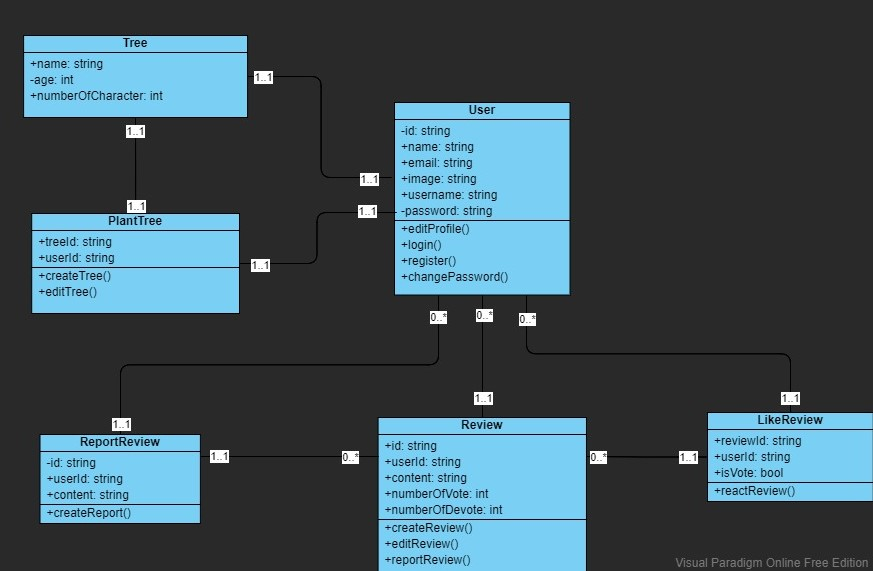 Tree
+name: string
-age: int
+numberOfCharacter: int
1..1
1..1
1..1
1..1
PlantTree
+treeId: string
+userId: string
+createTree()
+editTree()
1..1
1..1
User
-id: string
+name: string
+email: string
+image: string
+username: string
-password: string
+editProfile()
+login()
+register()
+changePassword()
0..*
0..*
0..*
1..1
1..1
1..1
ReportReview
-id: string
+userId: string
+content: string
+createReport()
1..1
0..*
Review
+id: string
+userId: string
+content: string
+numberOfVote: int
+numberOfDevote: int
+createReview()
+editReview()
+reportReview()
0..*
1..1
LikeReview
+reviewId: string
+userId: string
+isVote: bool
+reactReview()
Visual Paradigm Online Free Edition